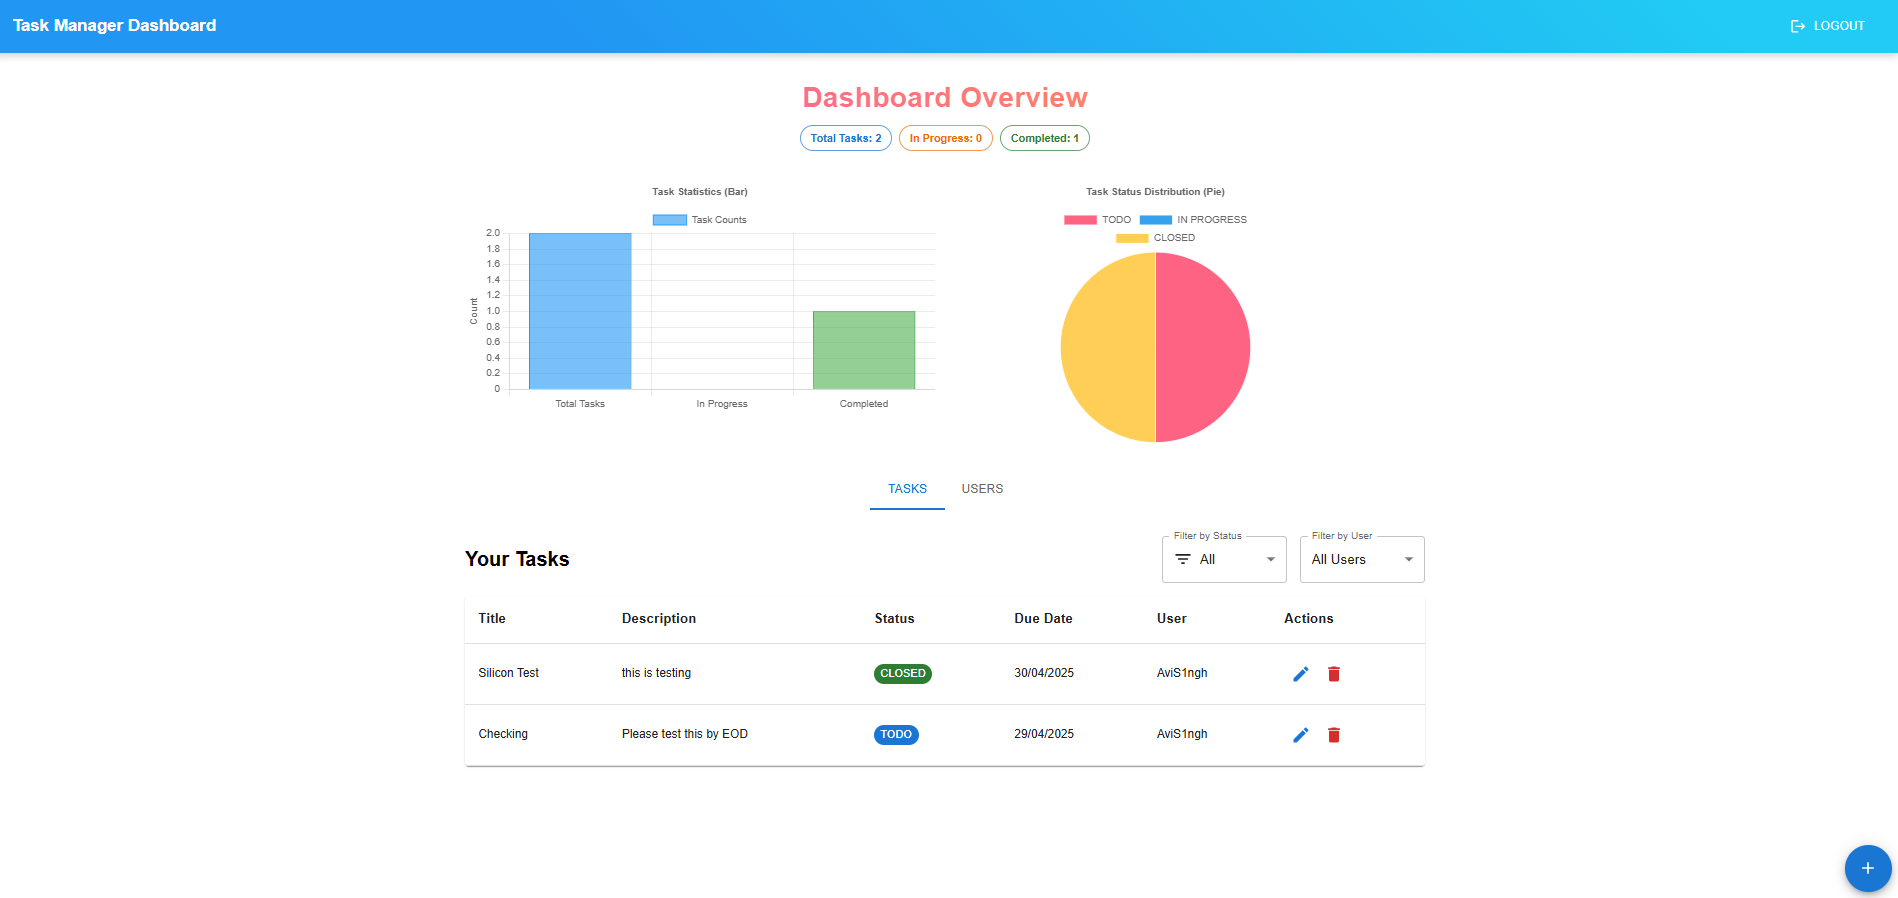 Task Manager Dashboard
LOGOUT
Dashboard Overview
Total Tasks: 2 In Progress: 0 Completed: 1
Task Statistics (Bar)
Task Counts
2.0
1.8
1.6
1.4
1.2
1.0
0.8
0.6
0.4
0.2
0
Count
Total Tasks In Progress Completed
Task Status Distribution (Pie)
TODO IN PROGRESS
CLOSED
TASKS USERS
Your Tasks
Filter by Status
All
Filter by User
All Users
Title Description Status Due Date User Actions
Silicon Test this is testing CLOSED 30/04/2025 AviS1ngh
Checking Please test this by EOD TODO 29/04/2025 AviS1ngh
+